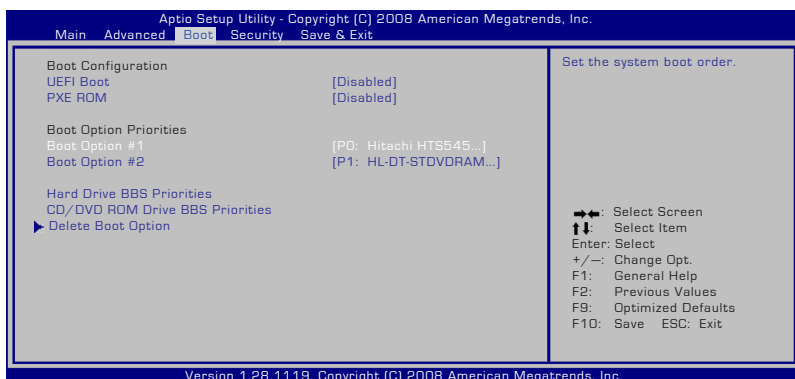 Aptio Setup Utility - Copyright (C) 2008 American Megatrends, Inc.
Main Advanced Boot Security Save & Exit
Boot Configuration
UEFI Boot [Disabled]
PXE ROM [Disabled]
Boot Option Priorities
Boot Option #1 [P0: Hitachi HTS545...]
Boot Option #2 [P1: HL-DT-STDVDRAM...]
Hard Drive BBS Priorities
CD/DVD ROM Drive BBS Priorities
Delete Boot Option
Set the system boot order.
→←: Select Screen
↑↓: Select Item
Enter: Select
+/—: Change Opt.
F1: General Help
F2: Previous Values
F9: Optimized Defaults
F10: Save ESC: Exit
Version 1.28.1119. Copyright (C) 2008 American Megatrends, Inc.